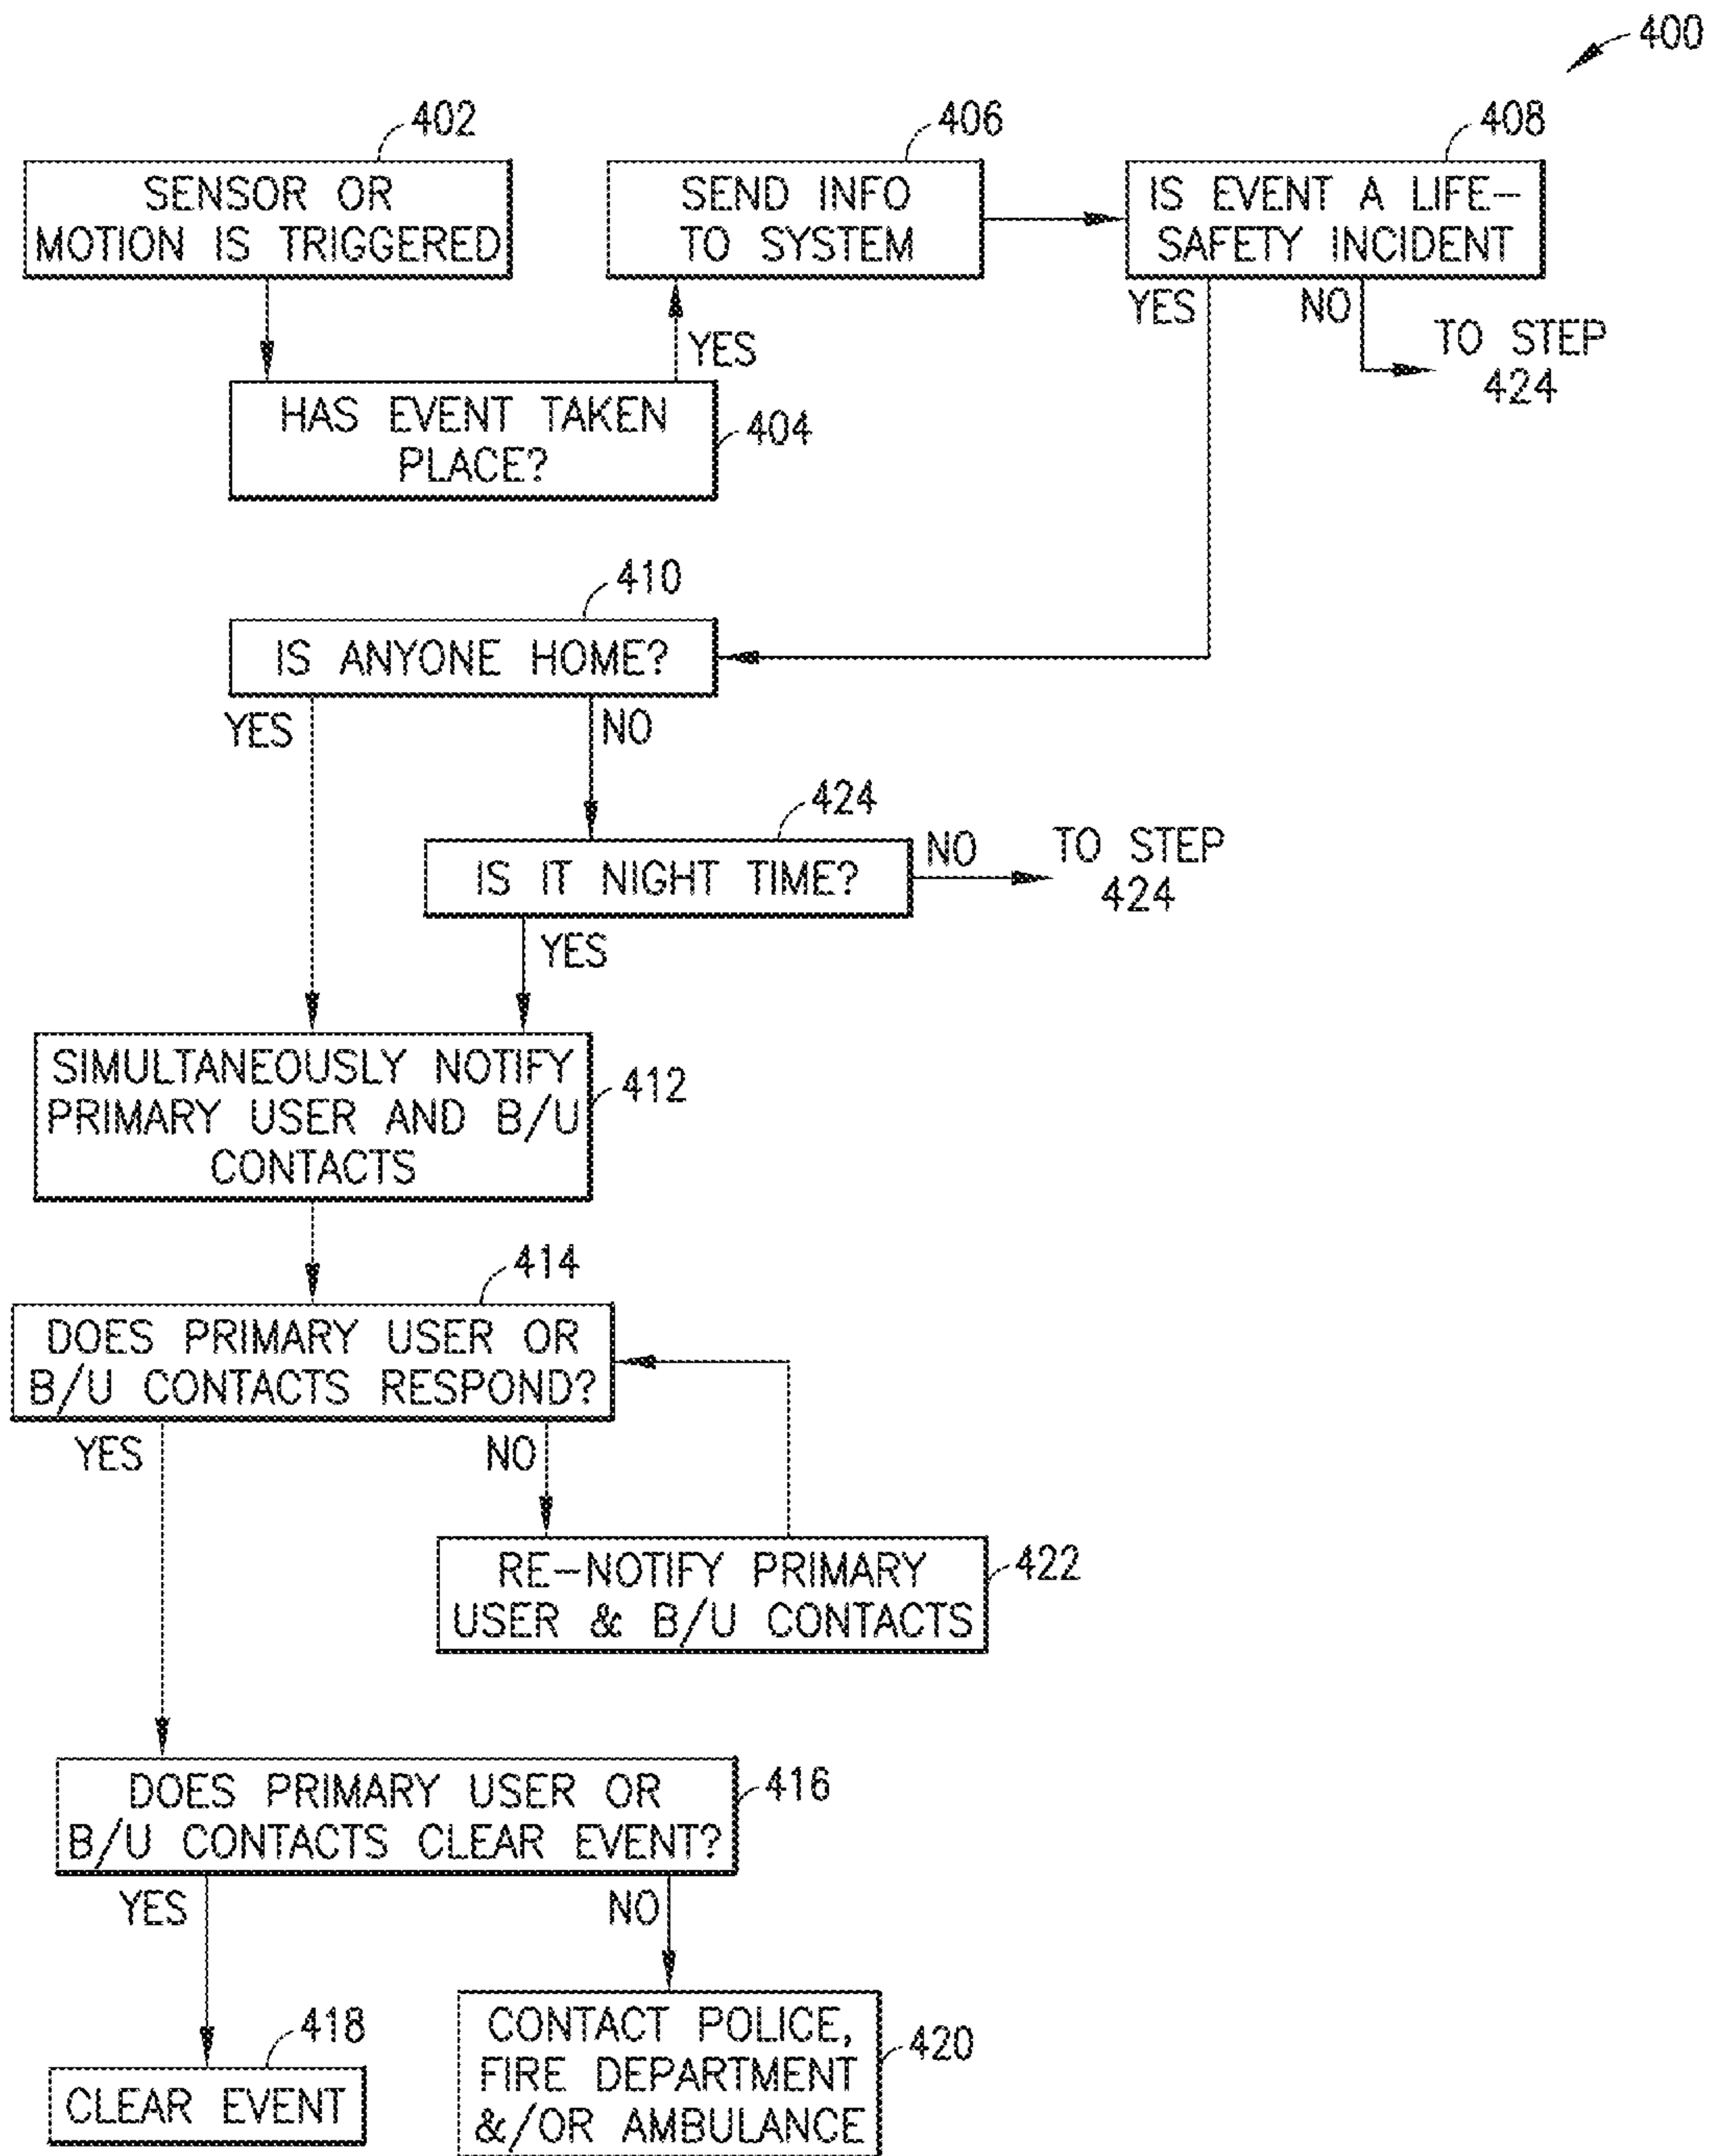 400
402
SENSOR OR
MOTION IS TRIGGERED
406
SEND INFO
TO SYSTEM
408
IS EVENT A LIFE-
SAFETY INCIDENT
YES
NO
TO STEP
424
YES
HAS EVENT TAKEN
PLACE?
404
410
IS ANYONE HOME?
YES
NO
424
IS IT NIGHT TIME?
NO
TO STEP
424
YES
SIMULTANEOUSLY NOTIFY
PRIMARY USER AND B/U
CONTACTS
412
414
DOES PRIMARY USER OR
B/U CONTACTS RESPOND?
YES
NO
RE-NOTIFY PRIMARY
USER & B/U CONTACTS
422
DOES PRIMARY USER OR
B/U CONTACTS CLEAR EVENT?
416
YES
NO
418
CLEAR EVENT
CONTACT POLICE,
FIRE DEPARTMENT
&/OR AMBULANCE
420